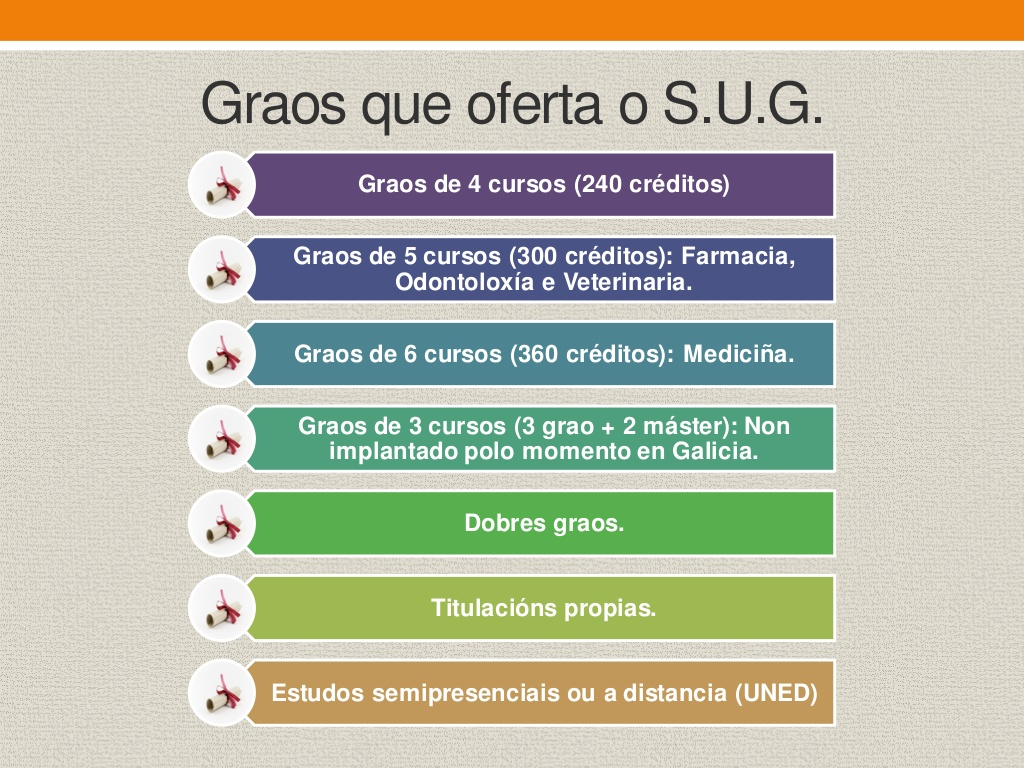 Graos que oferta o S.U.G.
Graos de 4 cursos (240 créditos)
Graos de 5 cursos (300 créditos): Farmacia,
Odontoloxía e Veterinaria.
Graos de 6 cursos (360 créditos): Mediciña.
Graos de 3 cursos (3 grao + 2 máster): Non
implantado polo momento en Galicia.
Dobres graos.
Titulacións propias.
Estudos semipresenciais ou a distancia (UNED)